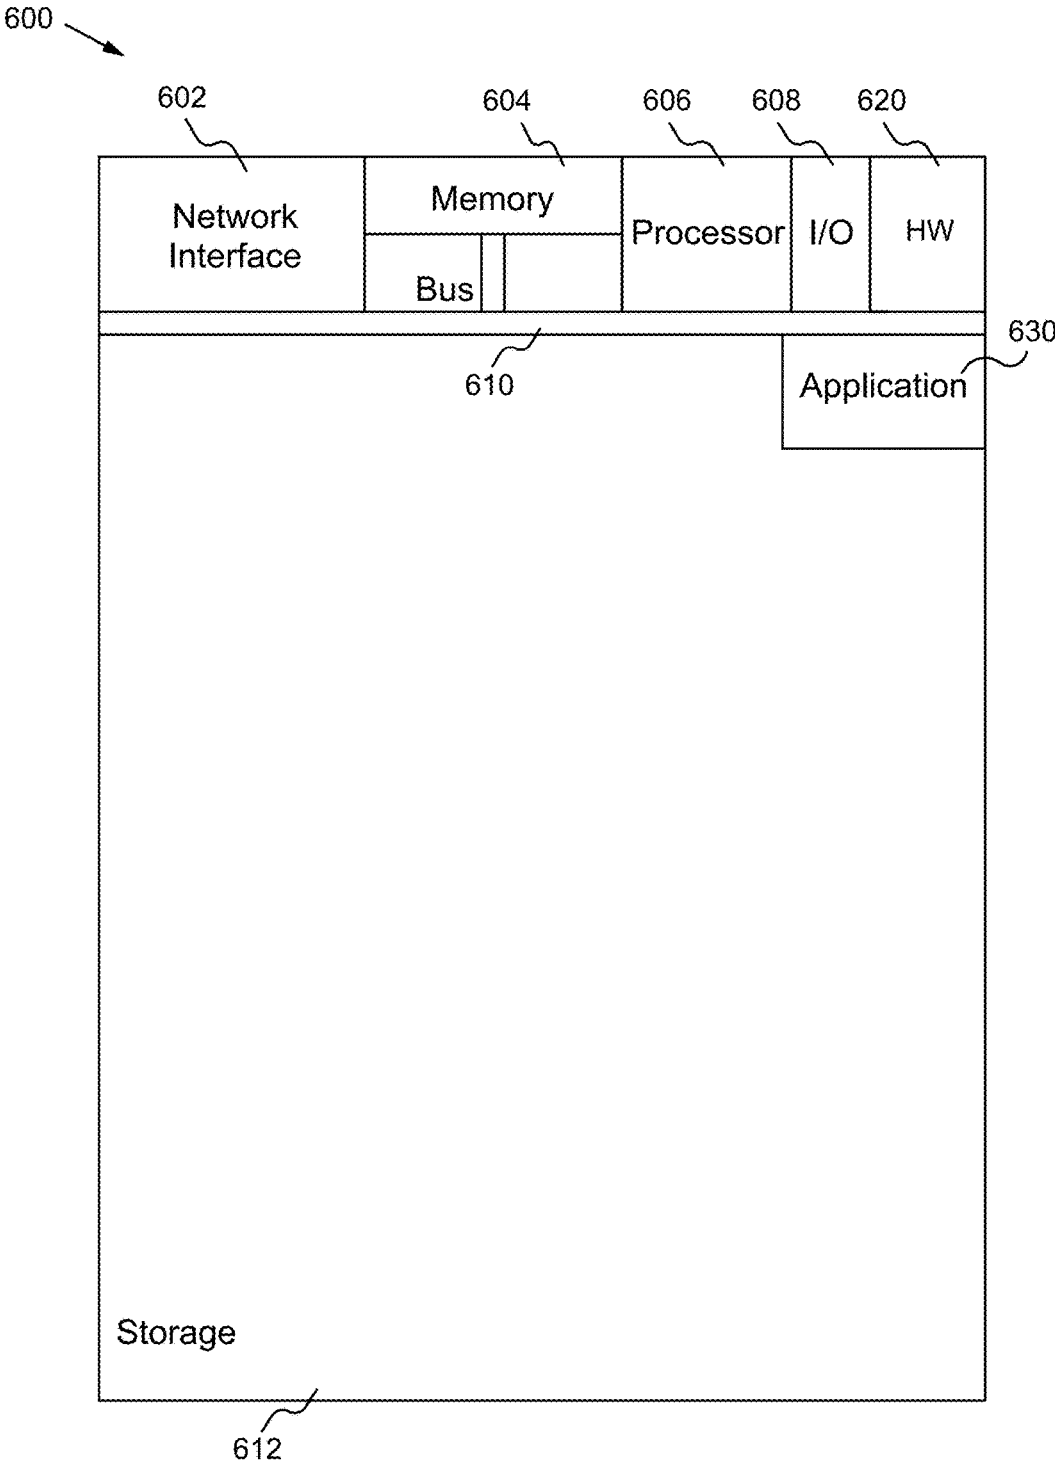 600
602
604
606
608
620
Network
Interface
Memory
Processor
I/O
HW
Bus
610
630
Application
Storage
612